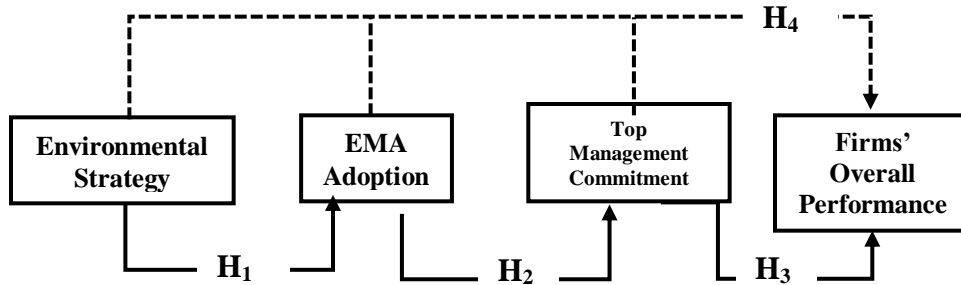 H4
Environmental
Strategy
EMA
Adoption
Top
Management
Commitment
Firms’
Overall
Performance
H1
H2
H3